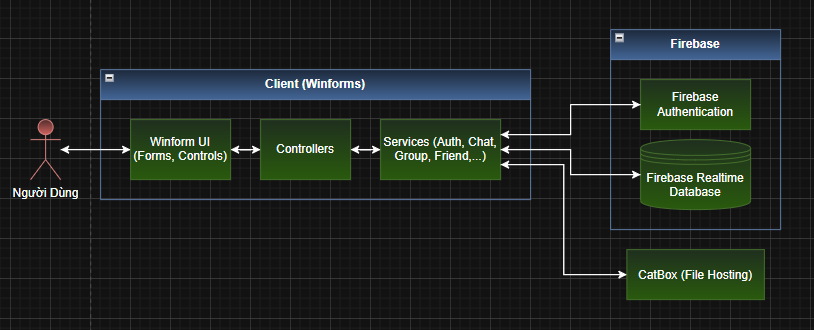 Firebase
Client (Winforms)
Firebase
Authentication
Winform UI
(Forms, Controls)
Controllers
Services (Auth, Chat,
Group, Friend,...)
Người Dùng
Firebase Realtime
Database
CatBox (File Hosting)